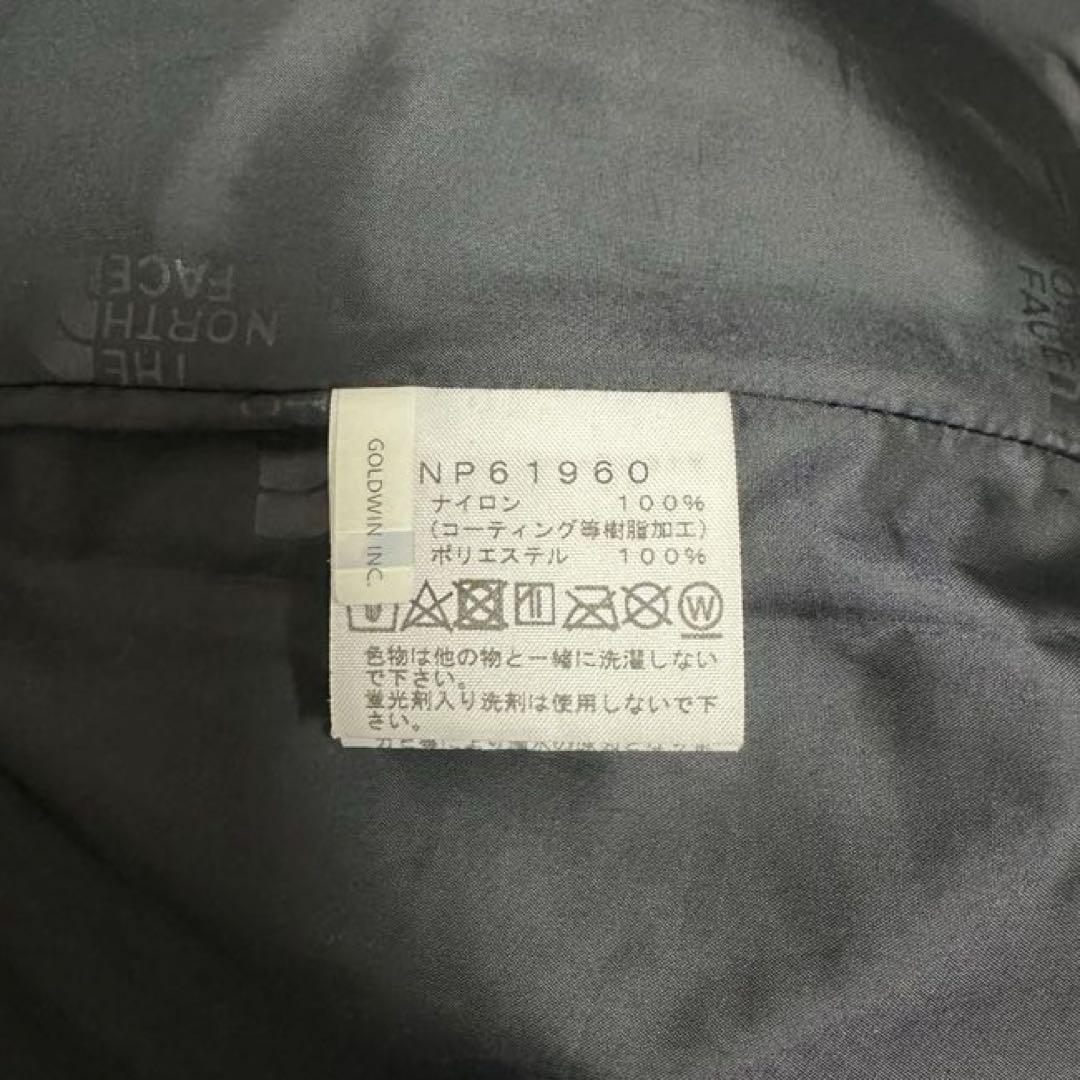 THE
NORTH
FACE
FACE
GOLDWIN INC.
NP61960
ナイロン 100%
(コーティング等樹脂加工)
ポリエステル 100%
W
色物は他の物と一緒に洗濯しない
で下さい。
蛍光剤入り洗剤は使用しないで下
さい。